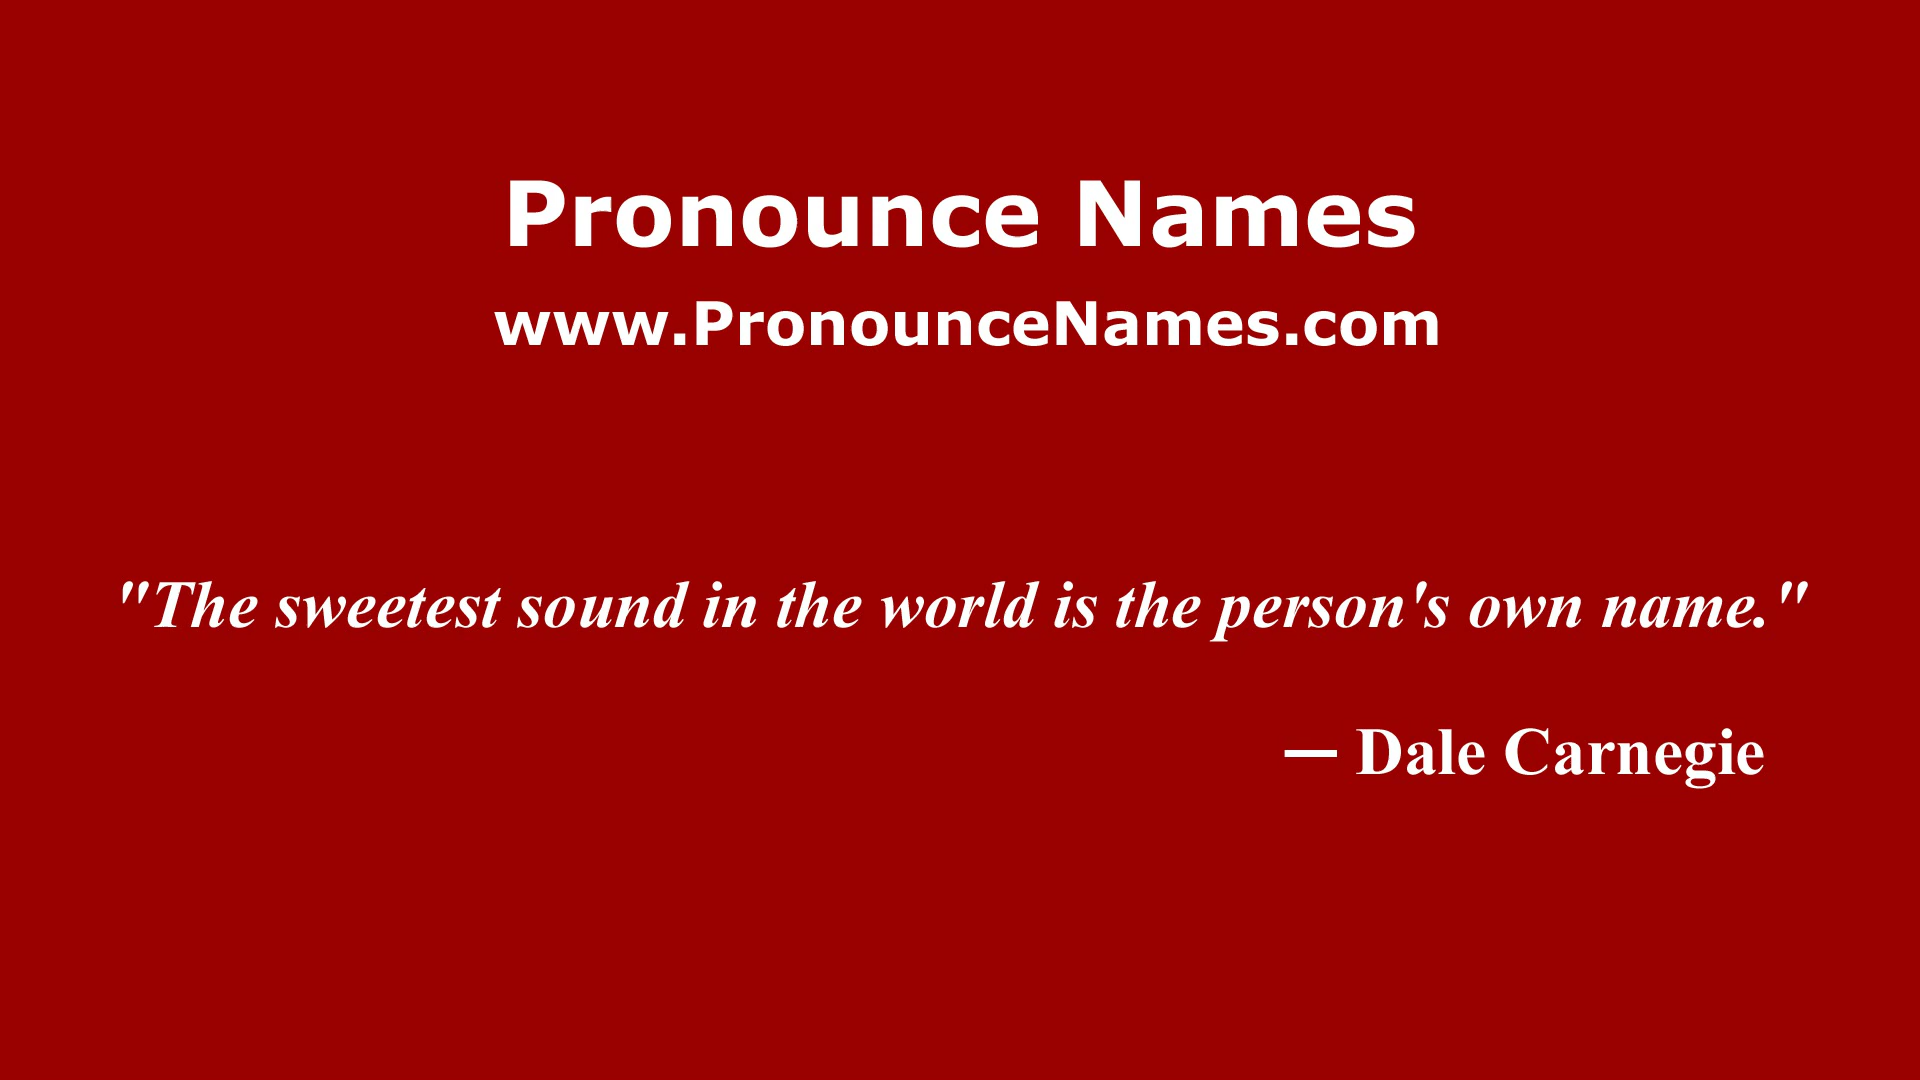 Pronounce Names
www.PronounceNames.com
"The sweetest sound in the world is the person's own name."
— Dale Carnegie